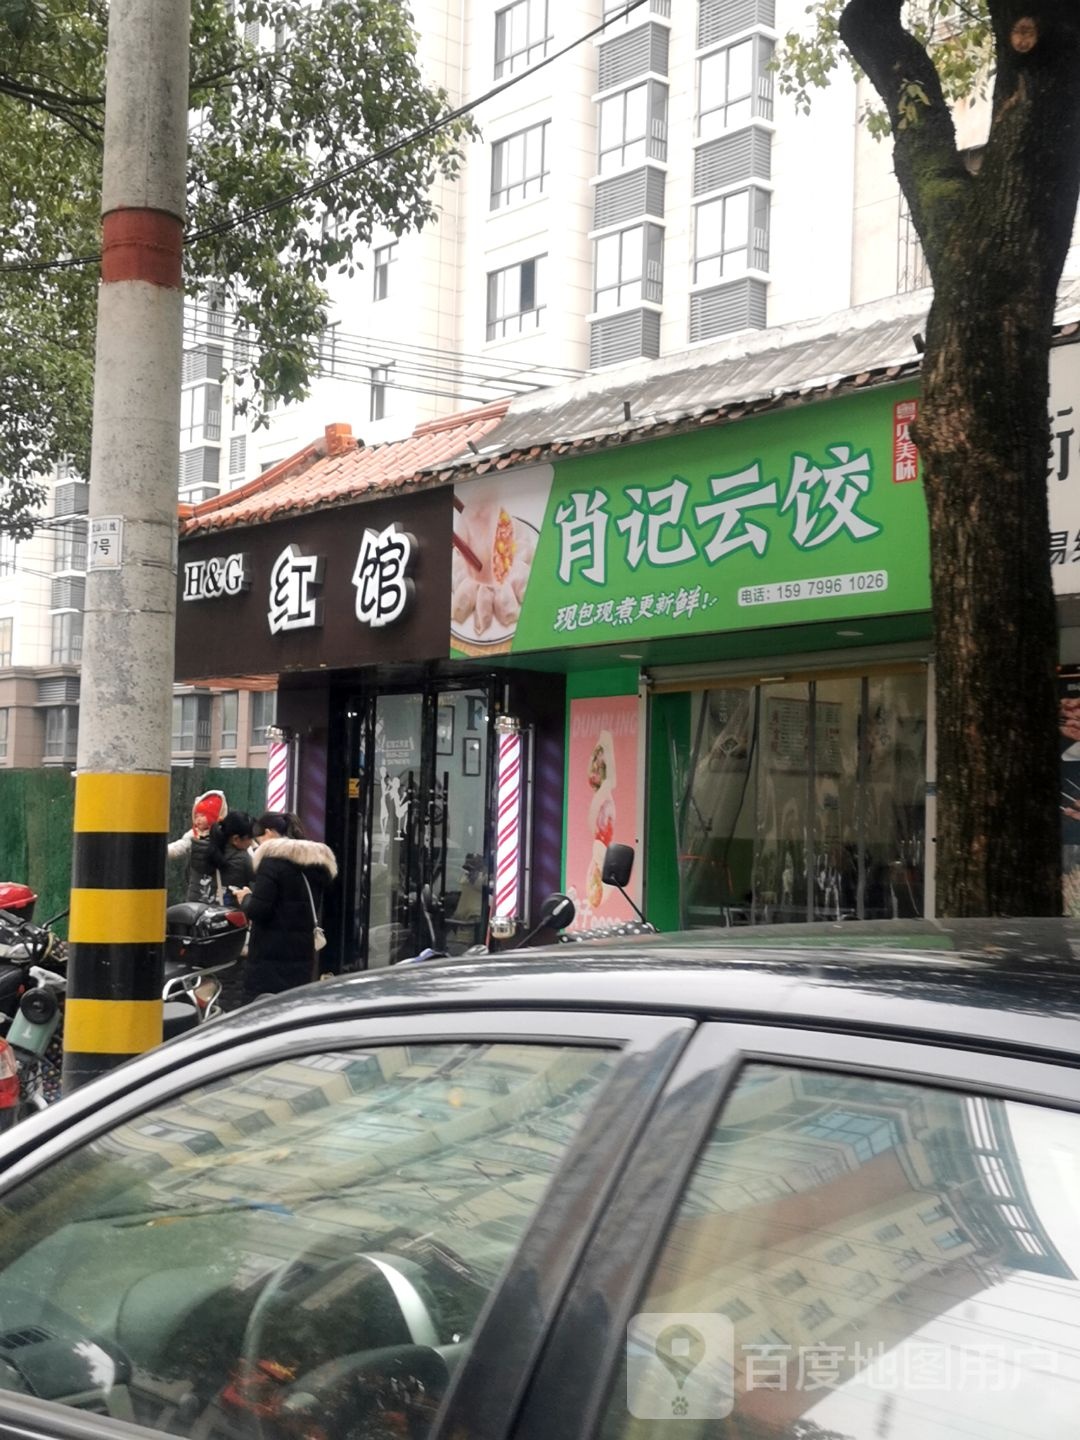 H&G 红馆
肖记云饺
粤见美味
现包现煮更新鲜!
电话: 159 7996 1026
7号
DUMPLING
百度地图用户